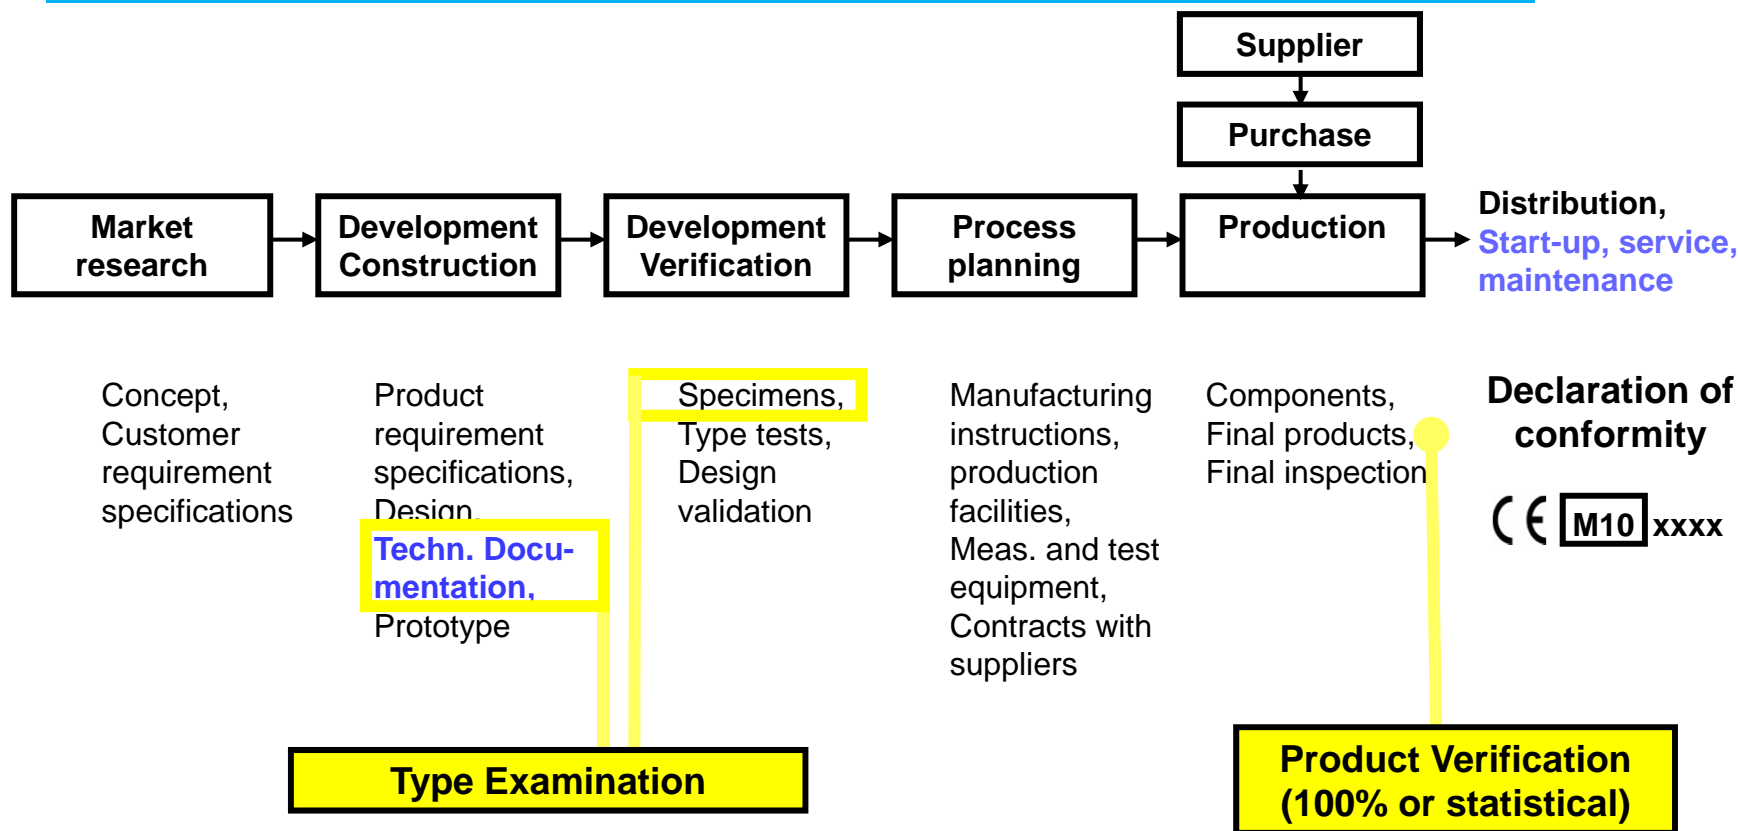 Supplier
Purchase
Market
research
Development
Construction
Development
Verification
Process
planning
Production
Distribution,
Start-up, service,
maintenance
Concept,
Customer
requirement
specifications
Product
requirement
specifications,
Design,
Techn. Docu-
mentation,
Prototype
Specimens,
Type tests,
Design
validation
Manufacturing
instructions,
production
facilities,
Meas. and test
equipment,
Contracts with
suppliers
Components,
Final products,
Final inspection
Declaration of
conformity
CE M10 xxxx
Type Examination
Product Verification
(100% or statistical)